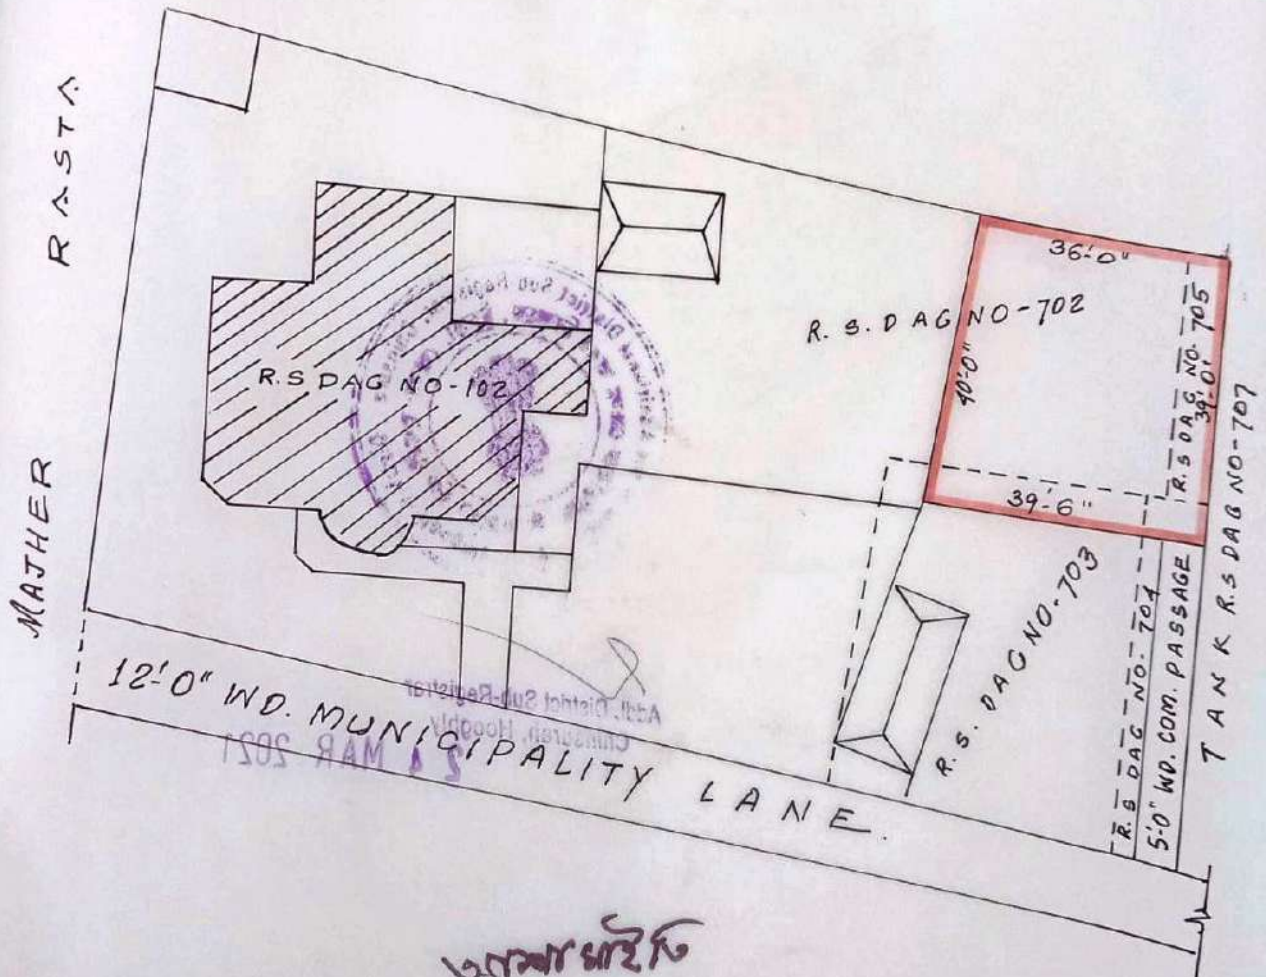 MATHER RASTA
36'-0"
R. S. DAG NO-702
40'-0"
R.S DAG NO. 705
39'-0"
R.S DAG NO-102
39'-6"
R.S. DAG NO-703
R.S DAG NO. 704
5'-0" WD. COM. PASSAGE
TANK R.S DAG NO-707
12'-0" WD. MUNICIPALITY LANE.
Addl. District Sub-Registrar
Chinsurah, Hooghly
24 MAR 2021